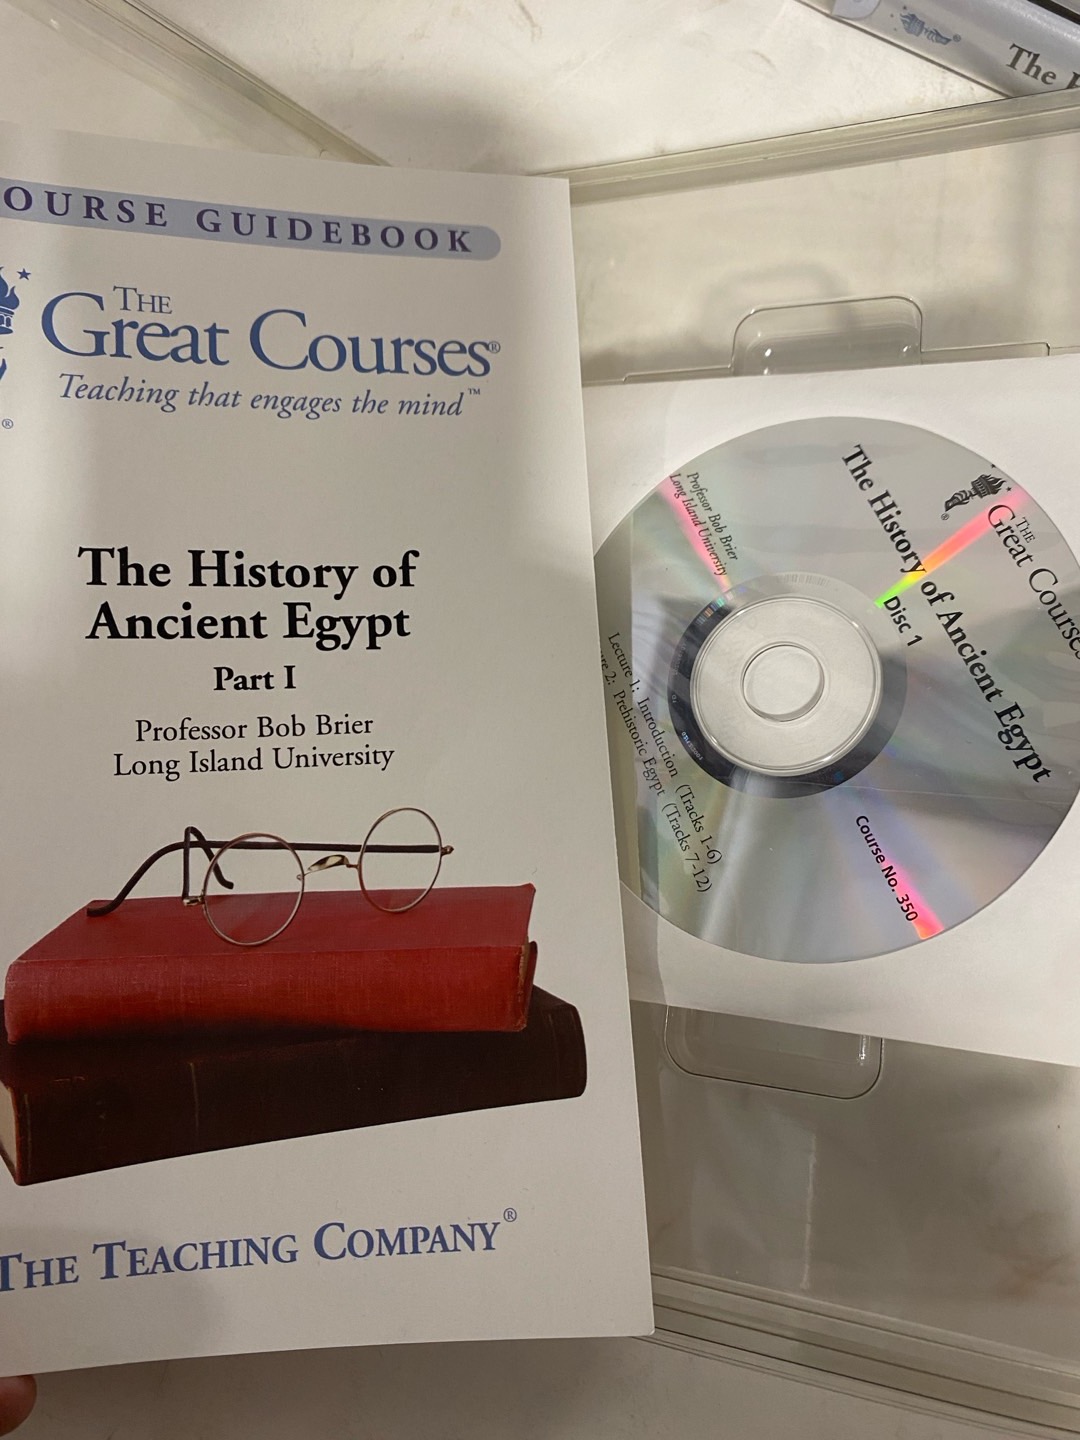 OURSE GUIDEBOOK
THE
Great Courses®
Teaching that engages the mind™
®
The History of
Ancient Egypt
Part I
Professor Bob Brier
Long Island University
THE TEACHING COMPANY®
The
®
THE
Great Courses
The History of Ancient Egypt
Disc 1
Professor Bob Brier
Long Island University
Lecture 1: Introduction (Tracks 1-6)
2: Prehistoric Egypt (Tracks 7-12)
Course No. 350